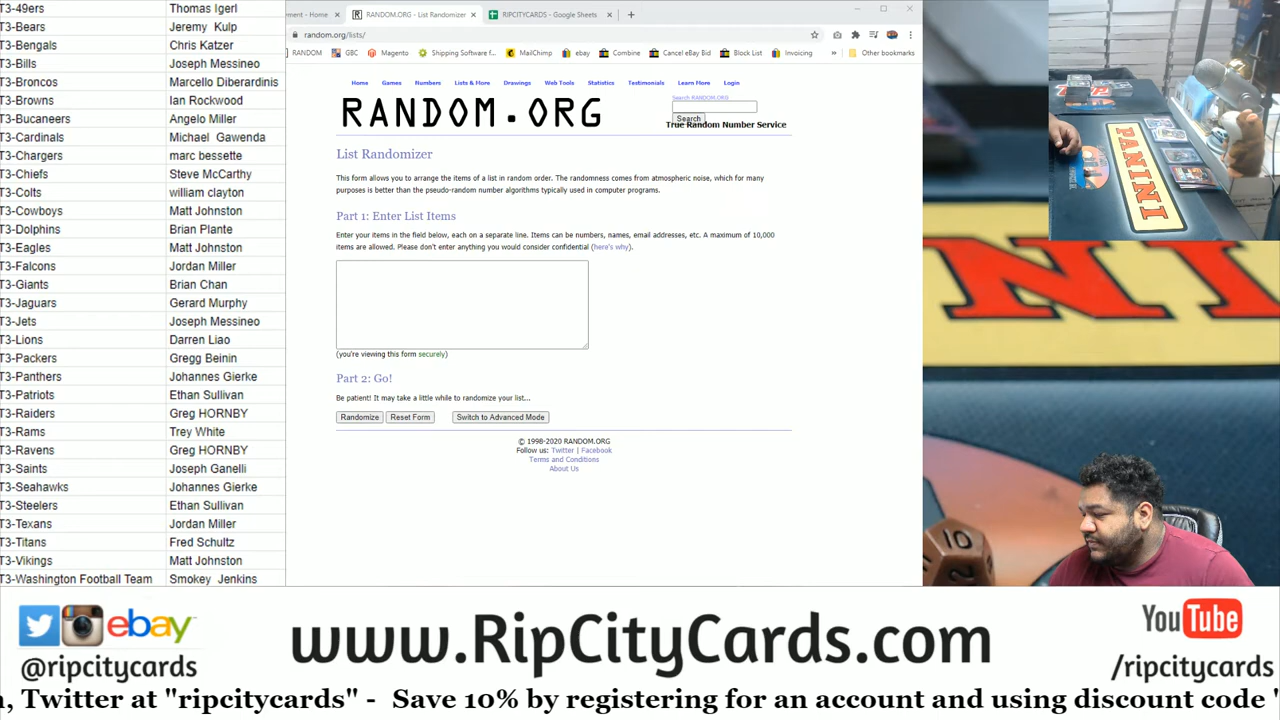 T3-49ers Thomas Igerl
T3-Bears Jeremy Kulp
T3-Bengals Chris Katzer
T3-Bills Joseph Messineo
T3-Broncos Marcello Diberardinis
T3-Browns Ian Rockwood
T3-Bucaneers Angelo Miller
T3-Cardinals Michael Gawenda
T3-Chargers marc bessette
T3-Chiefs Steve McCarthy
T3-Colts william clayton
T3-Cowboys Matt Johnston
T3-Dolphins Brian Plante
T3-Eagles Matt Johnston
T3-Falcons Jordan Miller
T3-Giants Brian Chan
T3-Jaguars Gerard Murphy
T3-Jets Joseph Messineo
T3-Lions Darren Liao
T3-Packers Gregg Beinin
T3-Panthers Johannes Gierke
T3-Patriots Ethan Sullivan
T3-Raiders Greg HORNBY
T3-Rams Trey White
T3-Ravens Greg HORNBY
T3-Saints Joseph Ganelli
T3-Seahawks Johannes Gierke
T3-Steelers Ethan Sullivan
T3-Texans Jordan Miller
T3-Titans Fred Schultz
T3-Vikings Matt Johnston
T3-Washington Football Team Smokey Jenkins
ement - Home RANDOM.ORG - List Randomizer RIPCITYCARDS - Google Sheets
random.org/lists/
RANDOM GBC Magento Shipping Software f... MailChimp ebay Combine Cancel eBay Bid Block List Invoicing » Other bookmarks
Home Games Numbers Lists & More Drawings Web Tools Statistics Testimonials Learn More Login
Search RANDOM.ORG
RANDOM.ORG
Search
True Random Number Service
List Randomizer
This form allows you to arrange the items of a list in random order. The randomness comes from atmospheric noise, which for many
purposes is better than the pseudo-random number algorithms typically used in computer programs.
Part 1: Enter List Items
Enter your items in the field below, each on a separate line. Items can be numbers, names, email addresses, etc. A maximum of 10,000
items are allowed. Please don't enter anything you would consider confidential (here's why).
(you're viewing this form securely)
Part 2: Go!
Be patient! It may take a little while to randomize your list...
Randomize Reset Form Switch to Advanced Mode
© 1998-2020 RANDOM.ORG
Follow us: Twitter | Facebook
Terms and Conditions
About Us
PANINI
NI
10
ebay
@ripcitycards
www.RipCityCards.com
YouTube
/ripcitycards
n, Twitter at "ripcitycards" - Save 10% by registering for an account and using discount code "